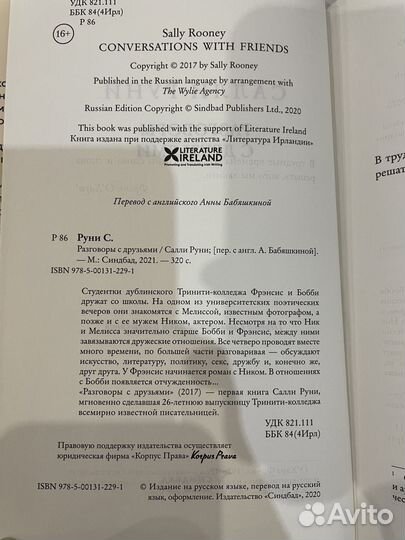 УДК 821.111
ББК 84(4Ирл)
Р 86
16+
Sally Rooney
CONVERSATIONS WITH FRIENDS
Copyright © 2017 by Sally Rooney
Published in the Russian language by arrangement with
The Wylie Agency
Russian Edition Copyright © Sindbad Publishers Ltd., 2020
This book was published with the support of Literature Ireland
Книга издана при поддержке агентства «Литература Ирландии»
LITERATURE
IRELAND
Promoting and Translating Irish Writing
Перевод с английского Анны Бабяшкиной
Р 86 Руни С.
Разговоры с друзьями / Салли Руни; [пер. с англ. А. Бабяшкиной].
— М.: Синдбад, 2021. — 320 с.
ISBN 978-5-00131-229-1
Студентки дублинского Тринити-колледжа Фрэнсис и Бобби
дружат со школы. На одном из университетских поэтических
вечеров они знакомятся с Мелиссой, известным фотографом, а
позже и с ее мужем Ником, актером. Несмотря на то что Ник
и Мелисса значительно старше Бобби и Фрэнсис, между ними
завязываются дружеские отношения. Все четверо проводят вместе
много времени, по большей части разговаривая — обсуждают
искусство, литературу, политику, секс, дружбу и, конечно же,
друг друга. У Фрэнсис начинается роман с Ником. В отношениях
с Бобби появляется отчужденность...
«Разговоры с друзьями» (2017) — первая книга Салли Руни,
мгновенно сделавшая 26-летнюю выпускницу Тринити-колледжа
всемирно известной писательницей.
УДК 821.111
ББК 84(4Ирл)
Правовую поддержку издательства осуществляет
юридическая фирма «Корпус Права» Korpus Prava
ISBN 978-5-00131-229-1
© Издание на русском языке, перевод на русский
язык, оформление. Издательство «Синдбад», 2020
В тру
решат
Avito